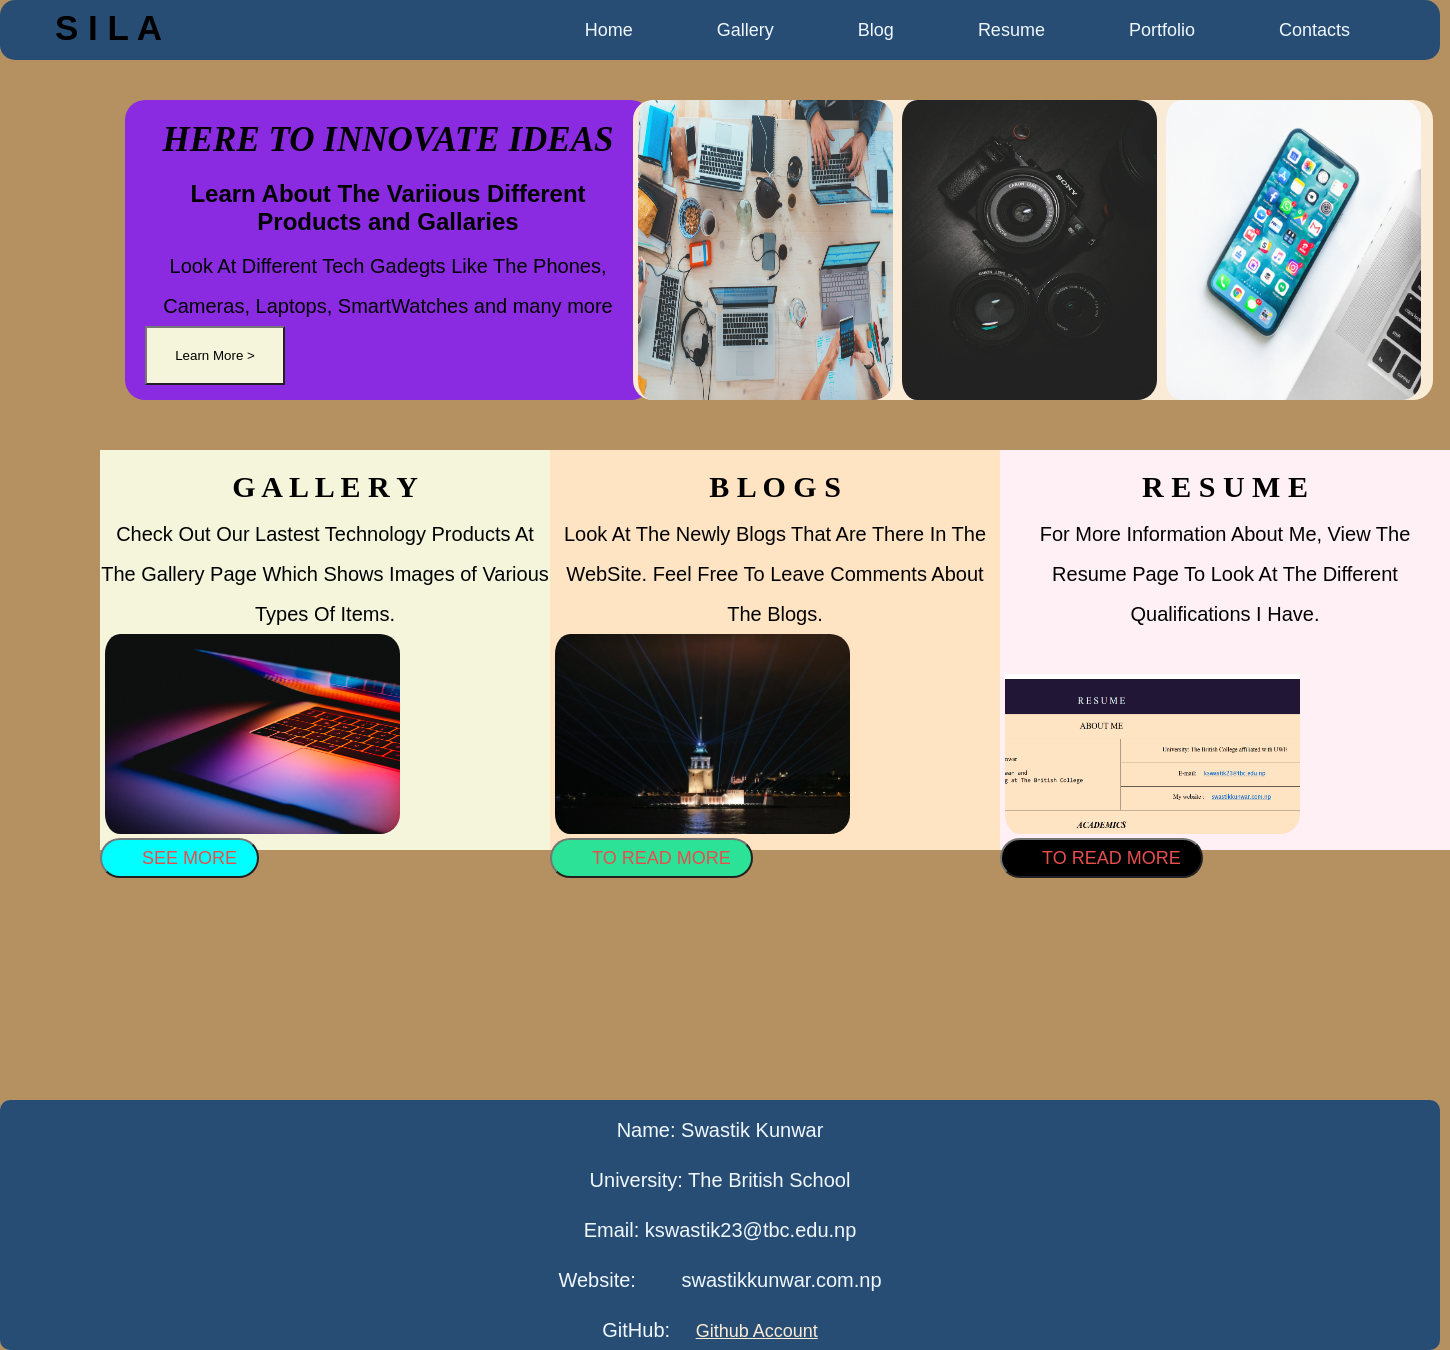 S I L A
Home Gallery Blog Resume Portfolio Contacts
HERE TO INNOVATE IDEAS
Learn About The Variious Different
Products and Gallaries
Look At Different Tech Gadegts Like The Phones,
Cameras, Laptops, SmartWatches and many more
Learn More >
SONY
G A L L E R Y
Check Out Our Lastest Technology Products At
The Gallery Page Which Shows Images of Various
Types Of Items.
SEE MORE
B L O G S
Look At The Newly Blogs That Are There In The
WebSite. Feel Free To Leave Comments About
The Blogs.
TO READ MORE
R E S U M E
For More Information About Me, View The
Resume Page To Look At The Different
Qualifications I Have.
RESUME
ABOUT ME
University: The British College affiliated with UWE
E-mail: kswastik23@tbc.edu.np
g at The British College
My website : swastikkunwar.com.np
ACADEMICS
TO READ MORE
Name: Swastik Kunwar
University: The British School
Email: kswastik23@tbc.edu.np
Website: swastikkunwar.com.np
GitHub: Github Account